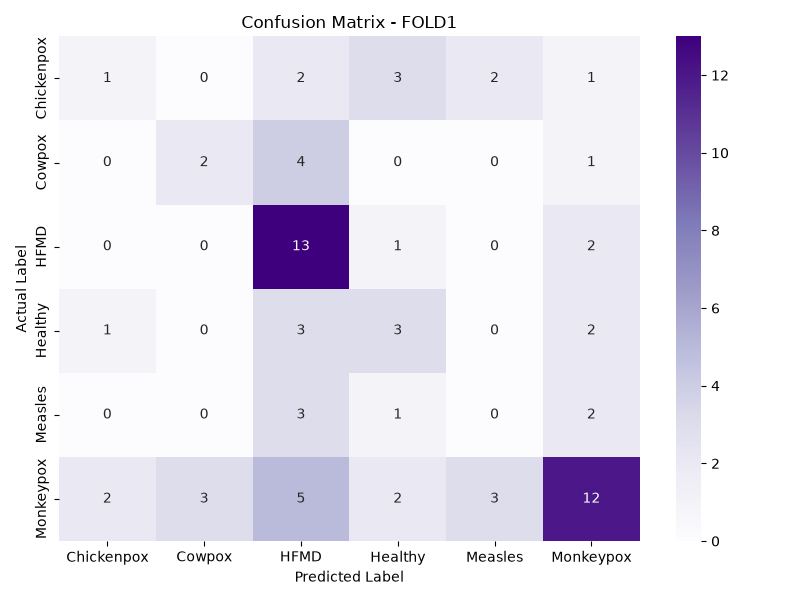 Confusion Matrix - FOLD1
Chickenpox 1 0 2 3 2 1
Cowpox 0 2 4 0 0 1
HFMD 0 0 13 1 0 2
Healthy 1 0 3 3 0 2
Measles 0 0 3 1 0 2
Monkeypox 2 3 5 2 3 12
Chickenpox Cowpox HFMD Healthy Measles Monkeypox
Predicted Label
Actual Label
12
10
8
6
4
2
0